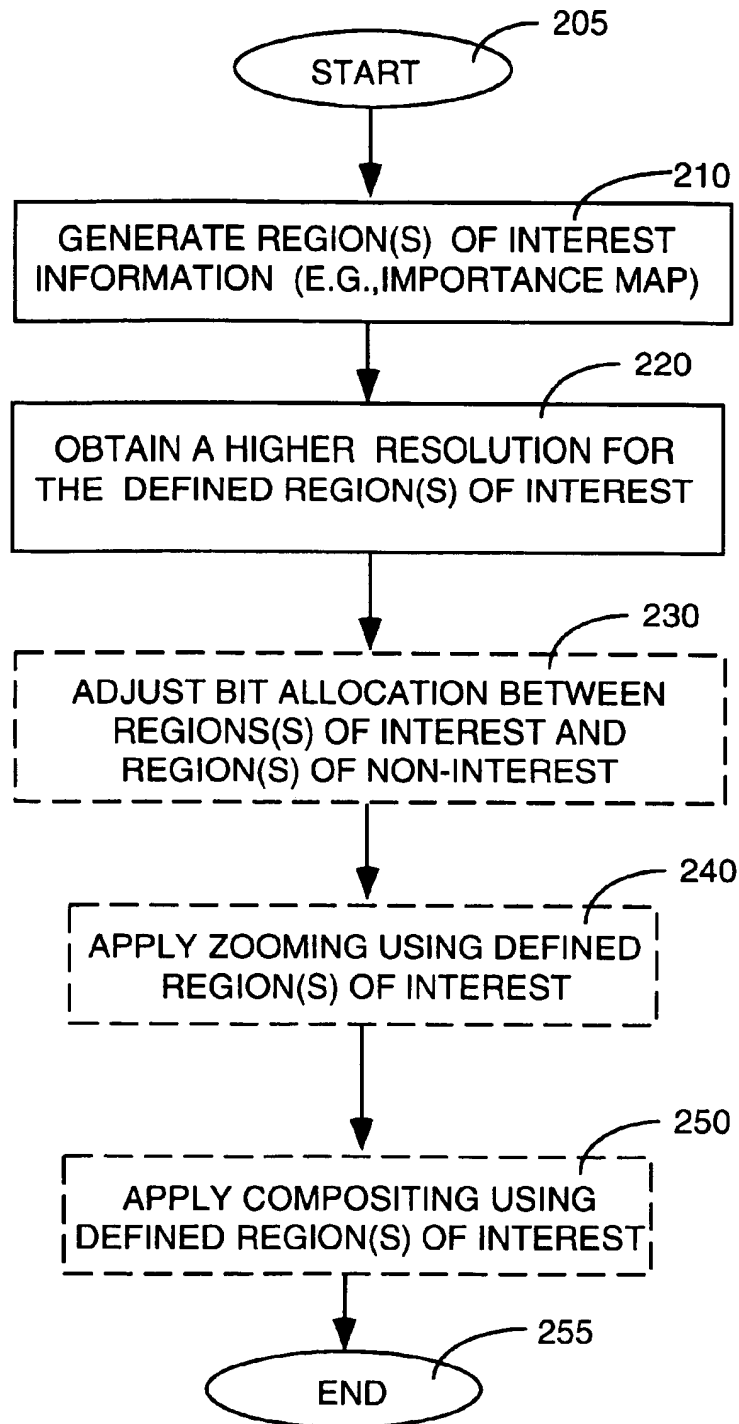 205
START
210
GENERATE REGION(S) OF INTEREST
INFORMATION (E.G.,IMPORTANCE MAP)
220
OBTAIN A HIGHER RESOLUTION FOR
THE DEFINED REGION(S) OF INTEREST
230
ADJUST BIT ALLOCATION BETWEEN
REGIONS(S) OF INTEREST AND
REGION(S) OF NON-INTEREST
240
APPLY ZOOMING USING DEFINED
REGION(S) OF INTEREST
250
APPLY COMPOSITING USING
DEFINED REGION(S) OF INTEREST
255
END